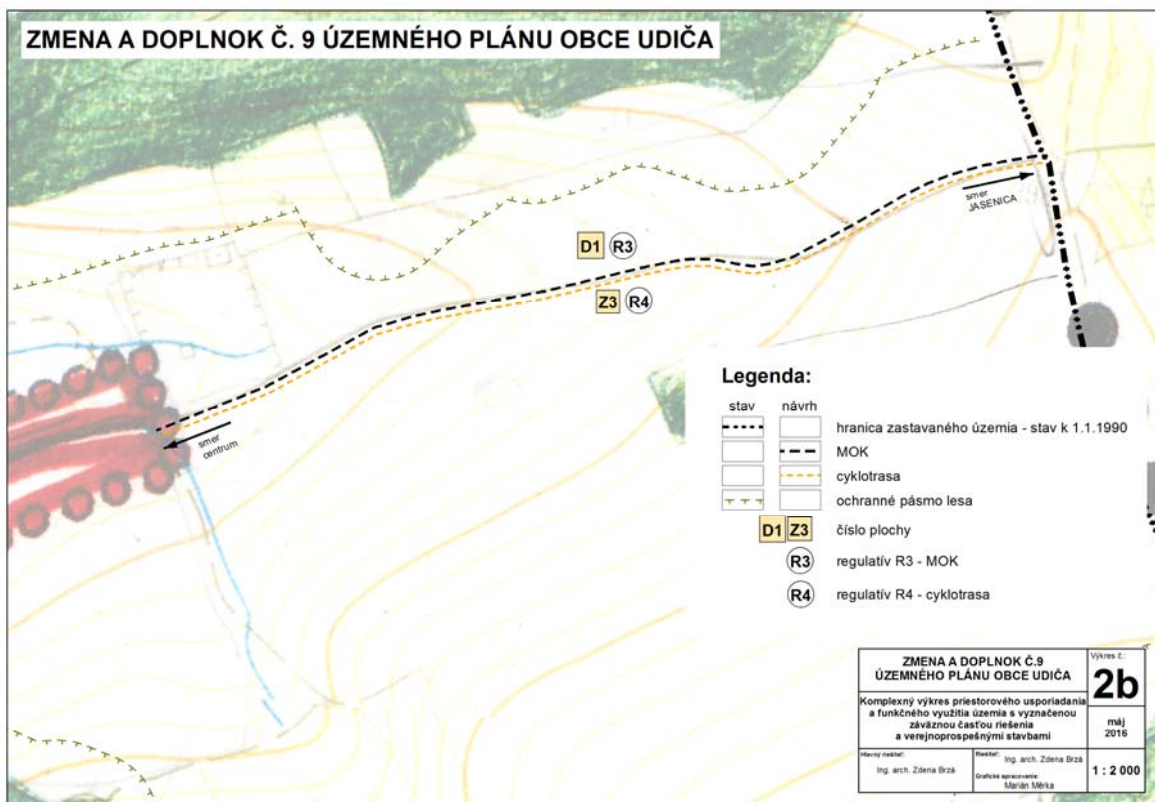 ZMENA A DOPLNOK Č. 9 ÚZEMNÉHO PLÁNU OBCE UDIČA
smer
JASENICA
D1 R3
Z3 R4
smer
centrum
Legenda:
stav návrh
hranica zastavaného územia - stav k 1.1.1990
MOK
cyklotrasa
ochranné pásmo lesa
D1 Z3 číslo plochy
R3 regulatív R3 - MOK
R4 regulatív R4 - cyklotrasa
ZMENA A DOPLNOK Č.9
ÚZEMNÉHO PLÁNU OBCE UDIČA
Výkres č.:
2b
Komplexný výkres priestorového usporiadania
a funkčného využitia územia s vyznačenou
záväznou časťou riešenia
a verejnoprospešnými stavbami
máj
2016
Hlavný riešiteľ:
Ing. arch. Zdena Brzá
Riešiteľ:
Ing. arch. Zdena Brzá
Grafické spracovanie:
Marián Měrka
1 : 2 000